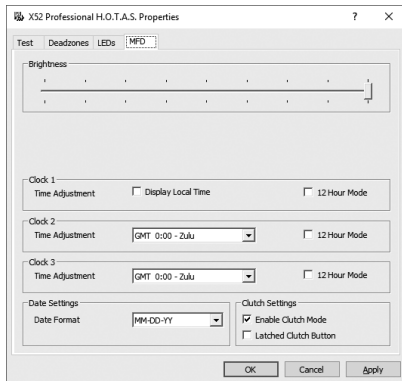 X52 Professional H.O.T.A.S. Properties ? ×
Test Deadzones LEDs MFD
Brightness
Clock 1
Time Adjustment Display Local Time 12 Hour Mode
Clock 2
Time Adjustment GMT 0:00 - Zulu 12 Hour Mode
Clock 3
Time Adjustment GMT 0:00 - Zulu 12 Hour Mode
Date Settings Clutch Settings
Date Format MM-DD-YY Enable Clutch Mode
Latched Clutch Button
OK Cancel Apply